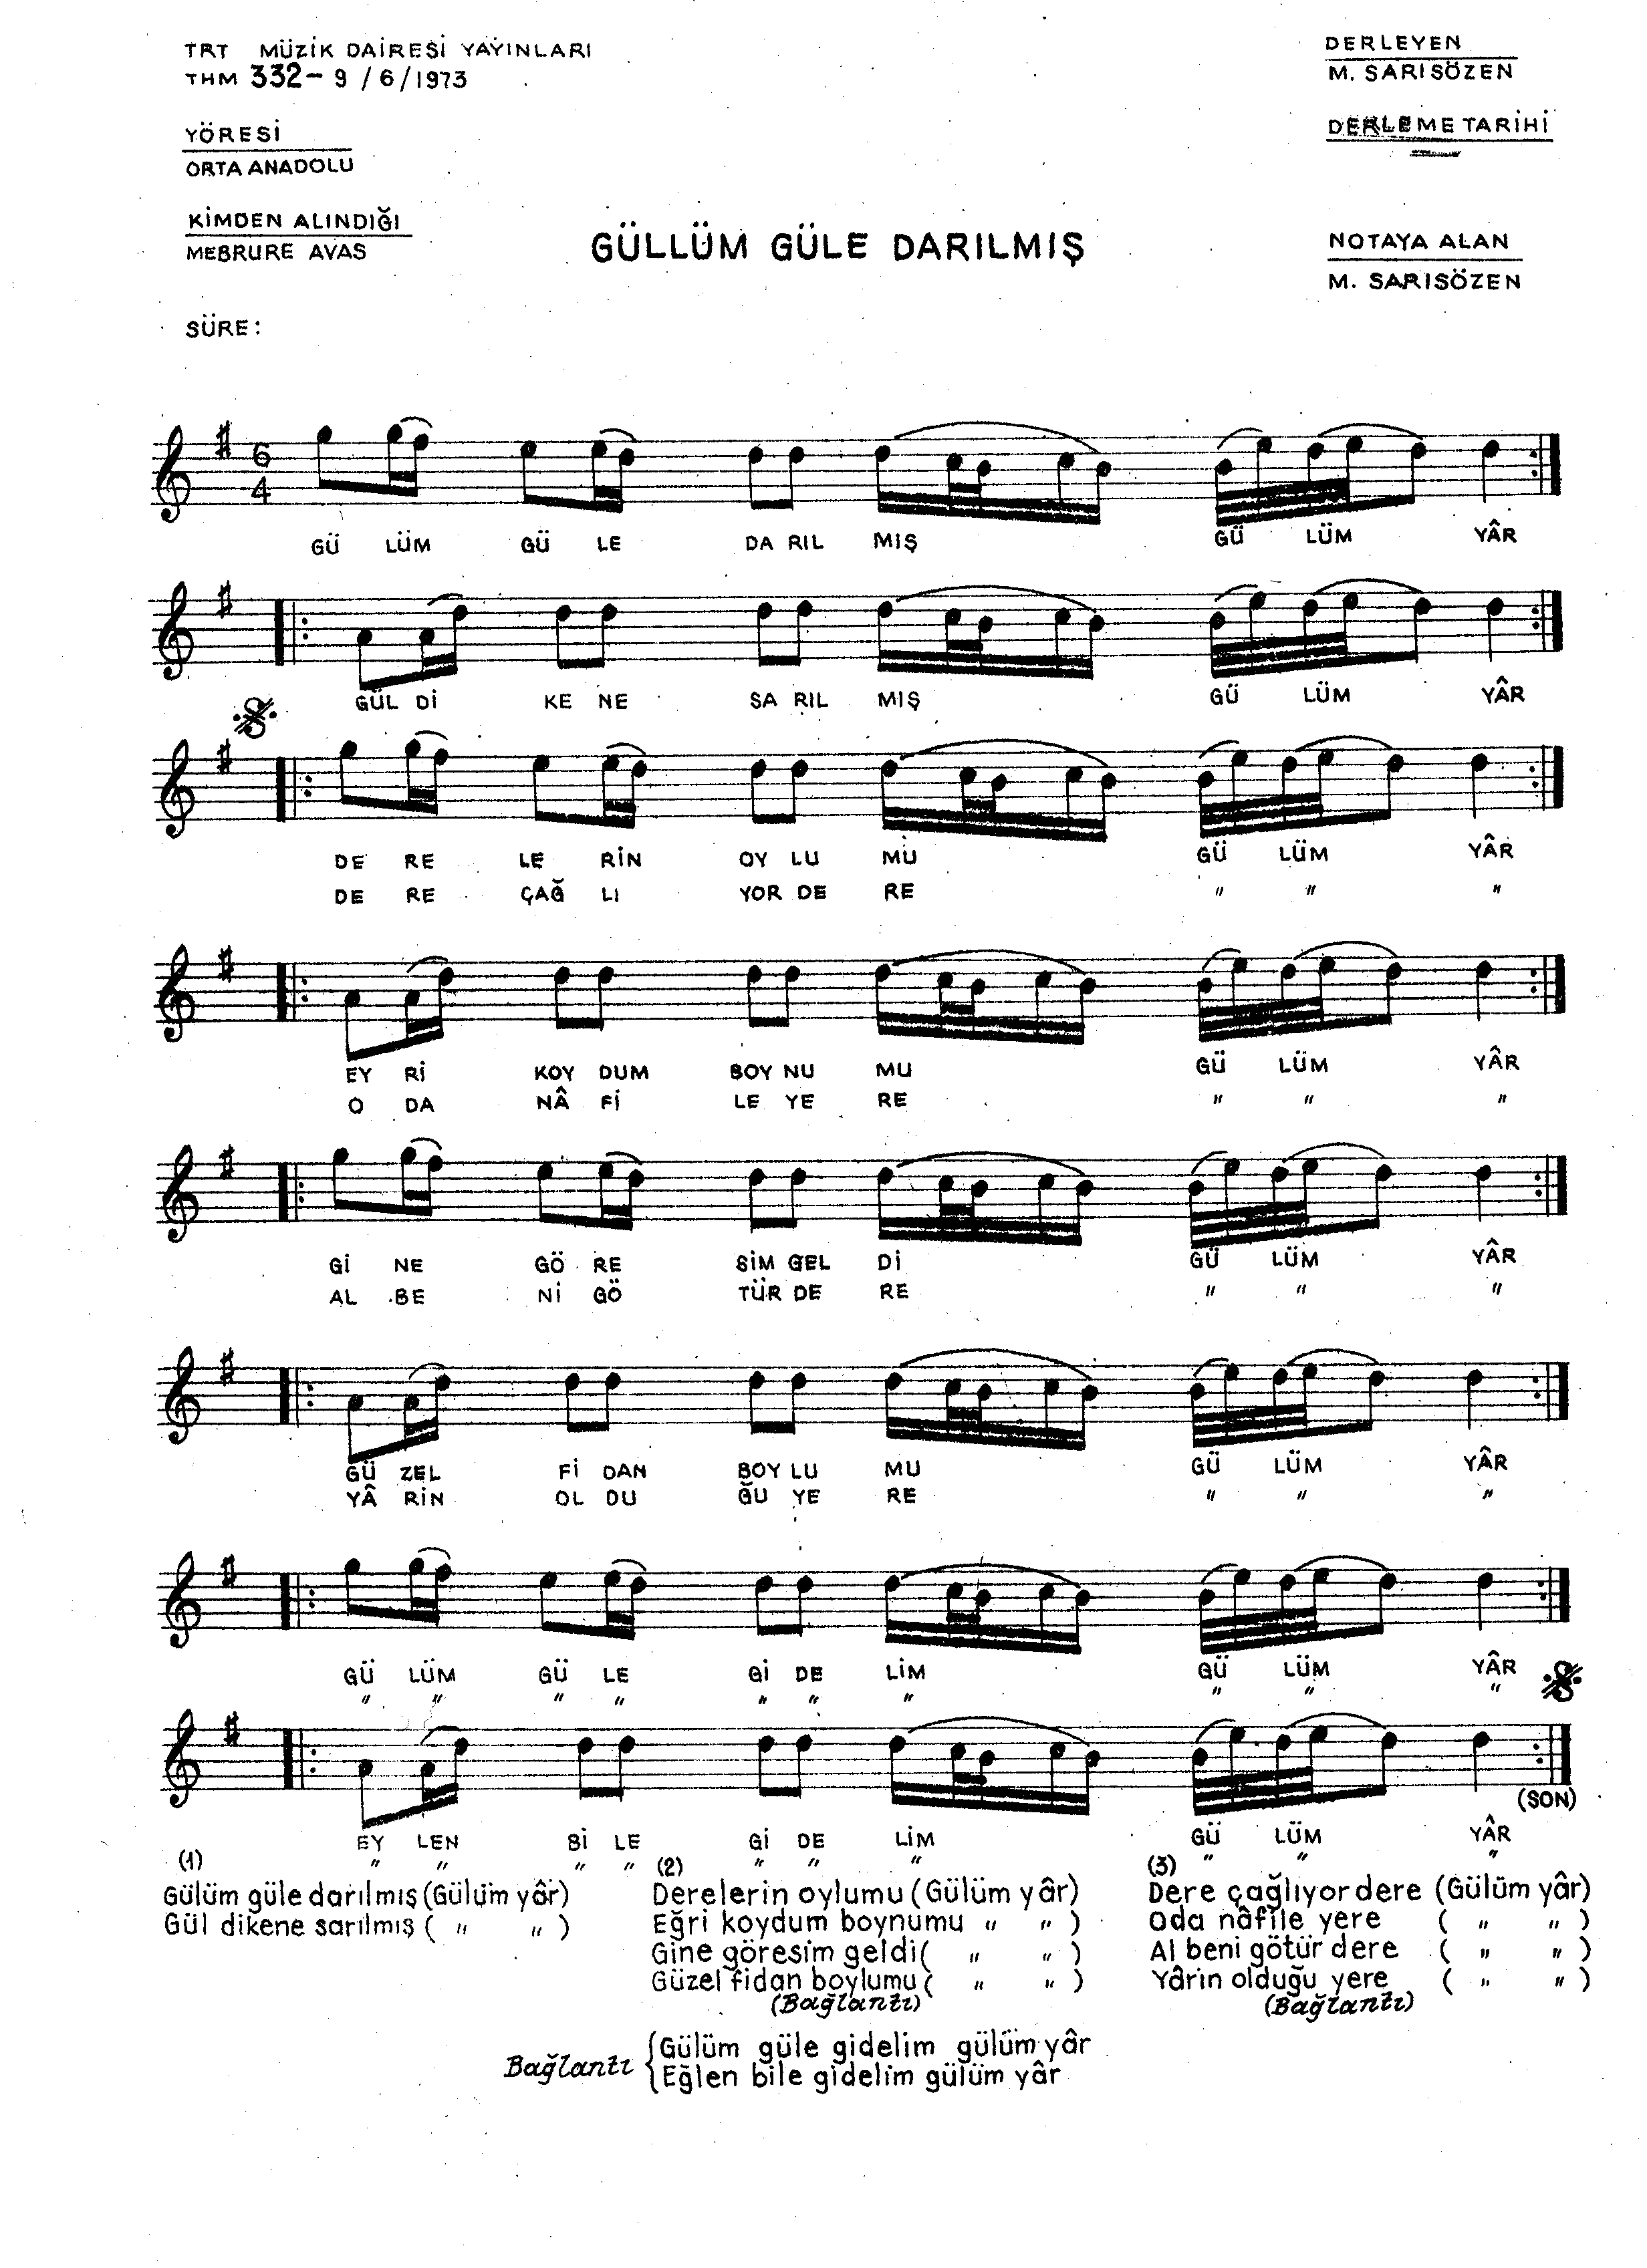 TRT MÜZİK DAİRESİ YAYINLARI
THM 332- 9 / 6 / 1973
DERLEYEN
M. SARISÖZEN
YÖRESİ
ORTA ANADOLU
DERLEME TARİHİ
KİMDEN ALINDIĞI
MEBRURE AVAS
GÜLLÜM GÜLE DARILMIŞ
NOTAYA ALAN
M. SARISÖZEN
SÜRE:
6
4
GÜ LÜM GÜ LE DA RIL MIŞ GÜ LÜM YÂR
GÜL Dİ KE NE SA RIL MIŞ GÜ LÜM YÂR
DE RE LE RİN OY LU MU GÜ LÜM YÂR
DE RE ÇAĞ LI YOR DE RE " " "
EY Rİ KOY DUM BOY NU MU GÜ LÜM YÂR
O DA NÂ Fİ LE YE RE " " "
Gİ NE GÖ RE SİM GEL Dİ GÜ LÜM YÂR
AL BE Nİ GÖ TÜR DE RE " " "
GÜ ZEL Fİ DAN BOY LU MU GÜ LÜM YÂR
YÂ RİN OL DU ĞU YE RE " " "
GÜ LÜM GÜ LE Gİ DE LİM GÜ LÜM YÂR
" " " " " " " " " "
(SON)
EY LEN Bİ LE Gİ DE LİM GÜ LÜM YÂR
" " " " " " " " " "
(1)
Gülüm güle darılmış (Gülüm yâr)
Gül dikene sarılmış ( " " )
(2)
Derelerin oylumu (Gülüm yâr)
Eğri koydum boynumu " " )
Gine göresim geldi ( " " )
Güzel fidan boylumu ( " " )
(Bağlantı)
(3)
Dere çağlıyor dere (Gülüm yâr)
Oda nâfile yere ( " " )
Al beni götür dere ( " " )
Yârin olduğu yere ( " " )
(Bağlantı)
Bağlantı { Gülüm güle gidelim gülüm yâr
Eğlen bile gidelim gülüm yâr